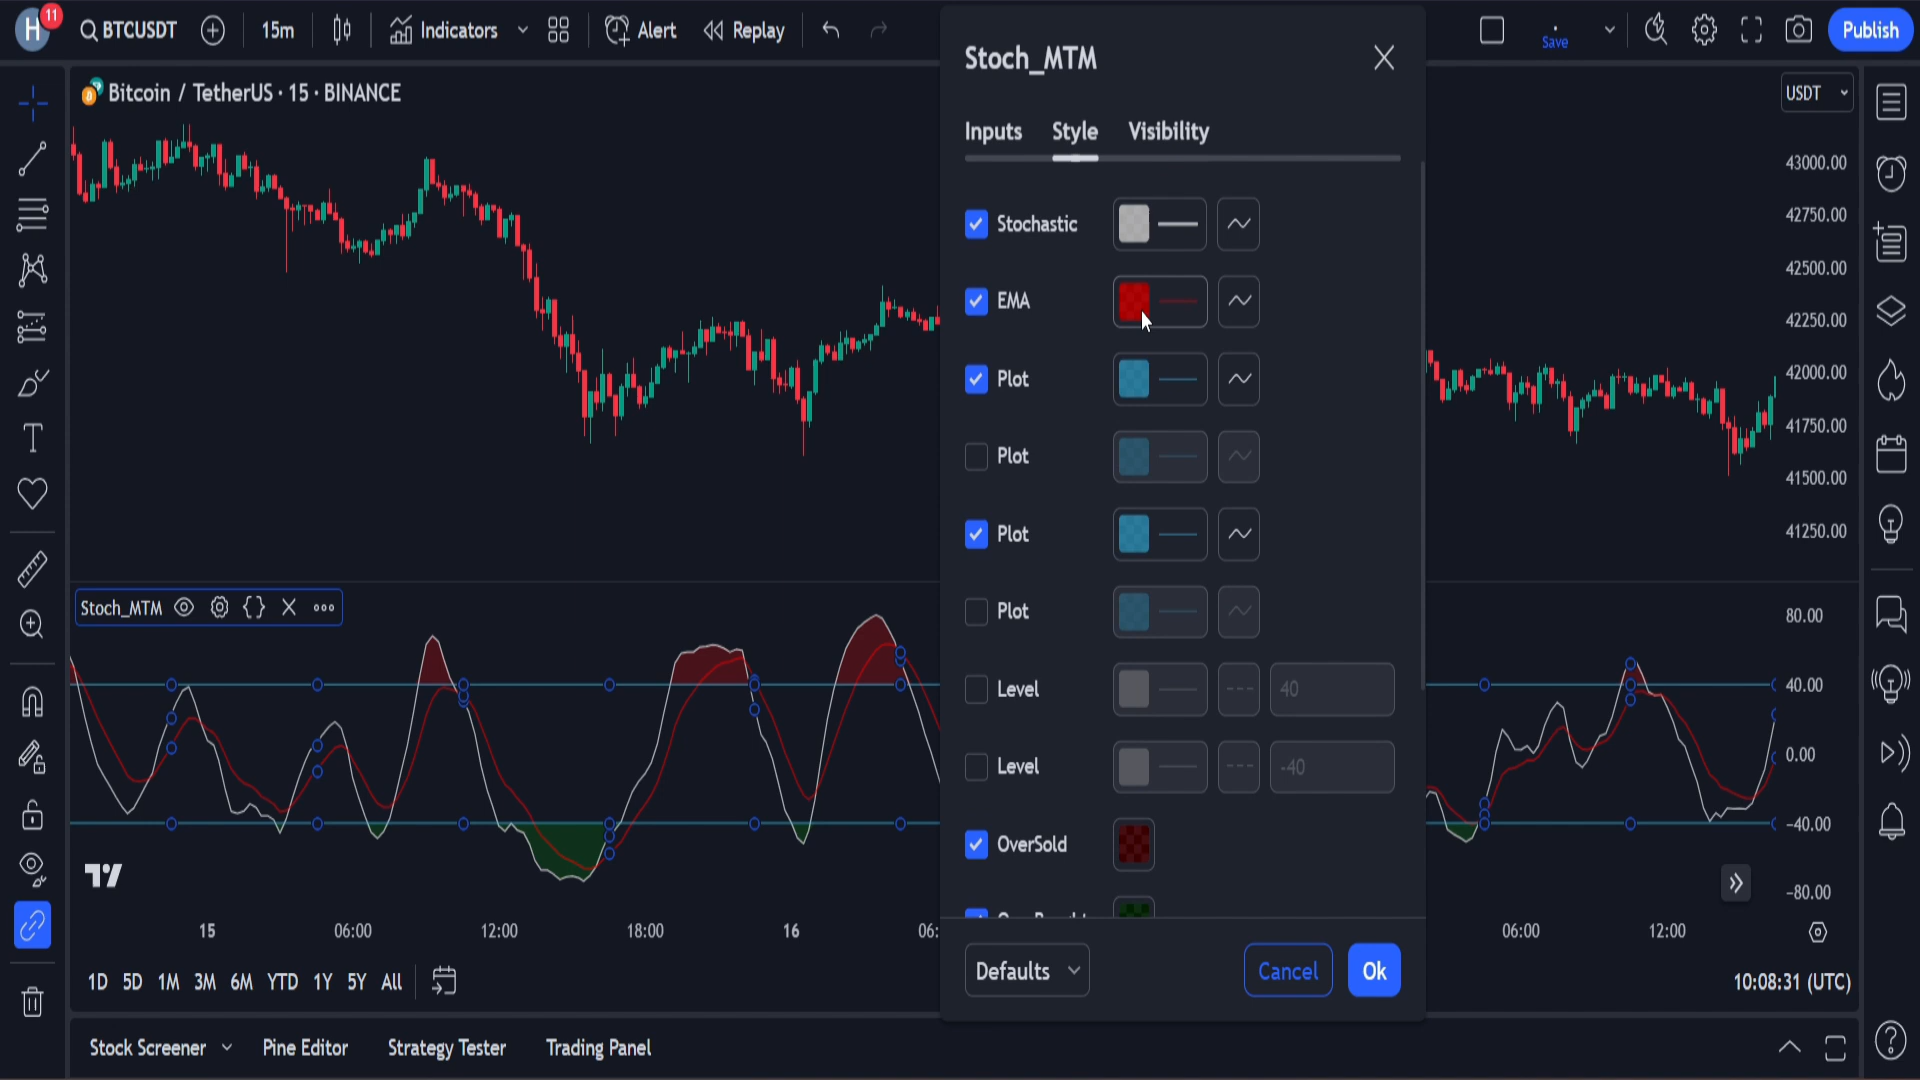 H 11 BTCUSDT 15m Indicators Alert Replay Save Publish
Bitcoin / TetherUS · 15 · BINANCE
USDT
43000.00
42750.00
42500.00
42250.00
42000.00
41750.00
41500.00
41250.00
Stoch_MTM
Inputs Style Visibility
Stochastic
EMA
Plot
Plot
Plot
Plot
Level 40
Level -40
OverSold
Defaults Cancel Ok
Stoch_MTM
80.00
40.00
0.00
-40.00
-80.00
15 06:00 12:00 18:00 16 06: 06:00 12:00
1D 5D 1M 3M 6M YTD 1Y 5Y All
10:08:31 (UTC)
Stock Screener Pine Editor Strategy Tester Trading Panel